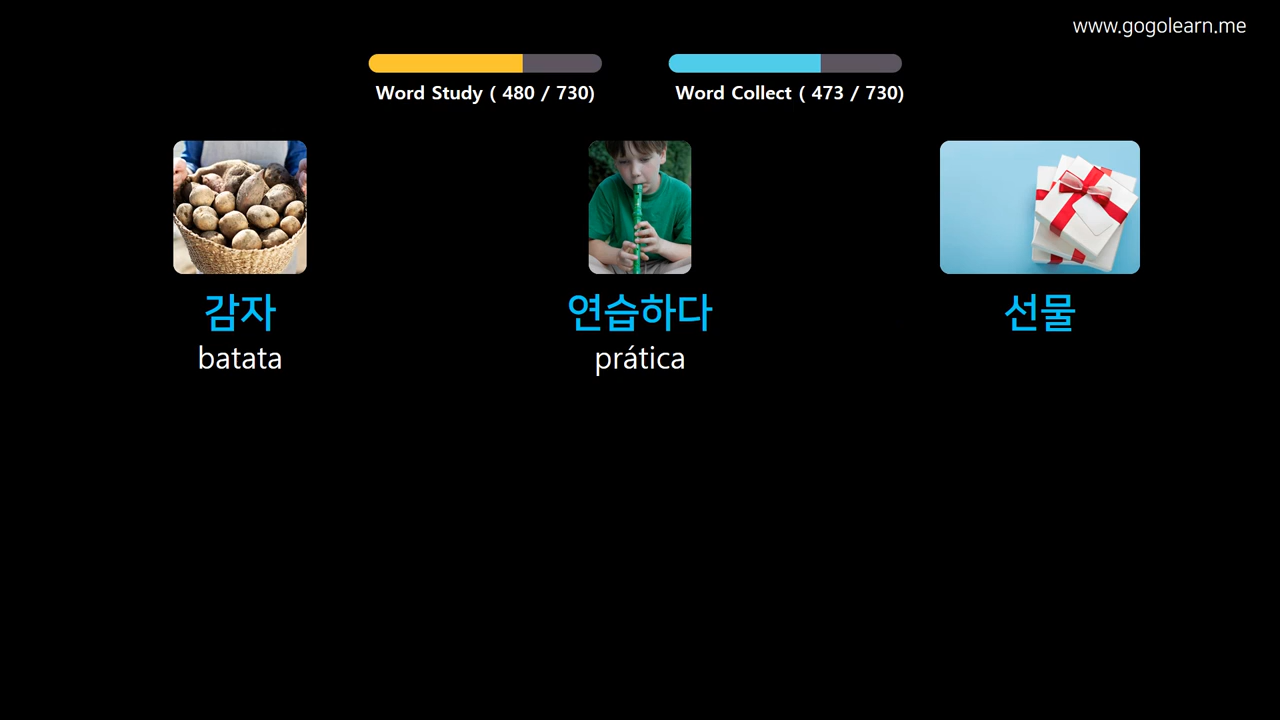 www.gogolearn.me
Word Study ( 480 / 730)
Word Collect ( 473 / 730)
감자
연습하다
선물
batata
prática